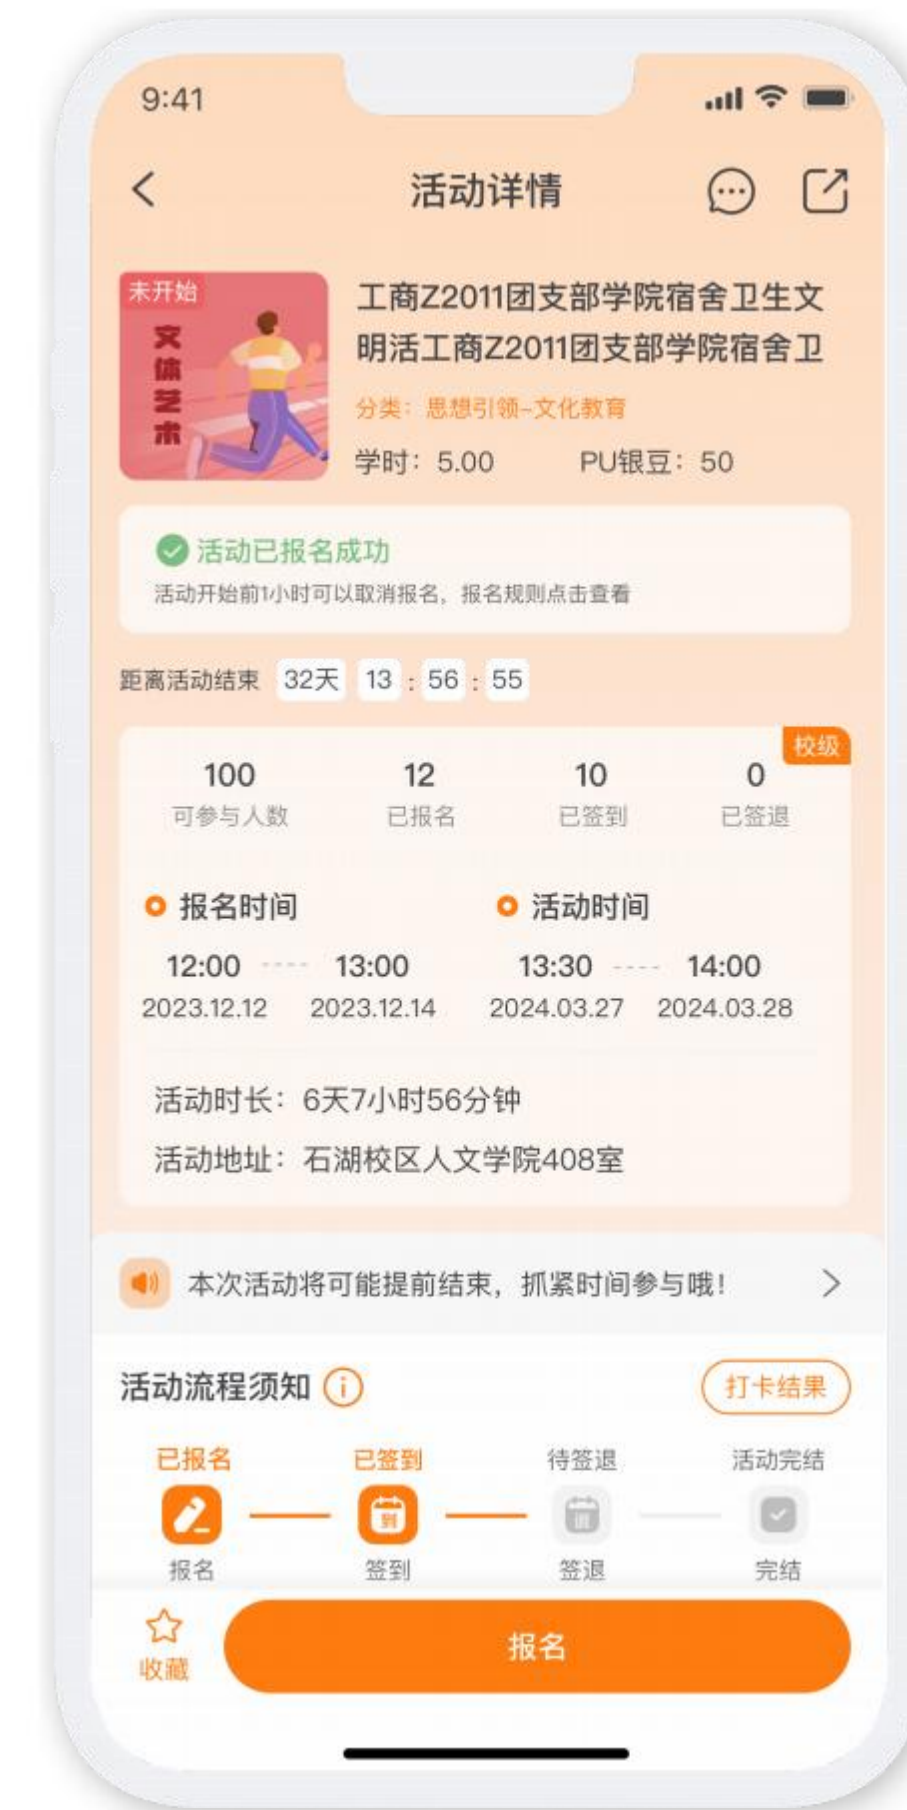 9:41
活动详情
未开始
文体艺术
工商Z2011团支部学院宿舍卫生文
明活工商Z2011团支部学院宿舍卫
分类：思想引领-文化教育
学时：5.00 PU银豆：50
活动已报名成功
活动开始前1小时可以取消报名，报名规则点击查看
距离活动结束 32天 13 : 56 : 55
校级
100 12 10 0
可参与人数 已报名 已签到 已签退
报名时间 活动时间
12:00 ---- 13:00 13:30 ---- 14:00
2023.12.12 2023.12.14 2024.03.27 2024.03.28
活动时长：6天7小时56分钟
活动地址：石湖校区人文学院408室
本次活动将可能提前结束，抓紧时间参与哦！
活动流程须知 打卡结果
已报名 已签到 待签退 活动完结
到 退
报名 签到 签退 完结
收藏
报名